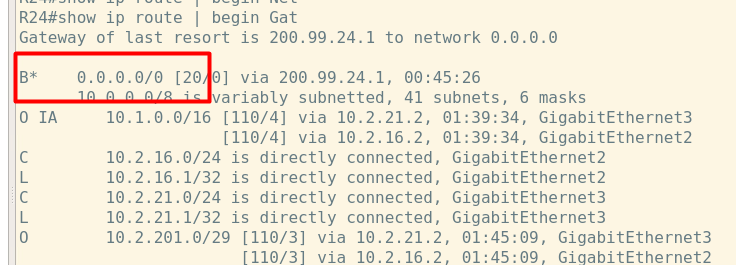 R24#show ip route | begin Net
R24#show ip route | begin Gat
Gateway of last resort is 200.99.24.1 to network 0.0.0.0
B*    0.0.0.0/0 [20/0] via 200.99.24.1, 00:45:26
      10.0.0.0/8 is variably subnetted, 41 subnets, 6 masks
O IA     10.1.0.0/16 [110/4] via 10.2.21.2, 01:39:34, GigabitEthernet3
                     [110/4] via 10.2.16.2, 01:39:34, GigabitEthernet2
C        10.2.16.0/24 is directly connected, GigabitEthernet2
L        10.2.16.1/32 is directly connected, GigabitEthernet2
C        10.2.21.0/24 is directly connected, GigabitEthernet3
L        10.2.21.1/32 is directly connected, GigabitEthernet3
O        10.2.201.0/29 [110/3] via 10.2.21.2, 01:45:09, GigabitEthernet3
                       [110/3] via 10.2.16.2, 01:45:09, GigabitEthernet2